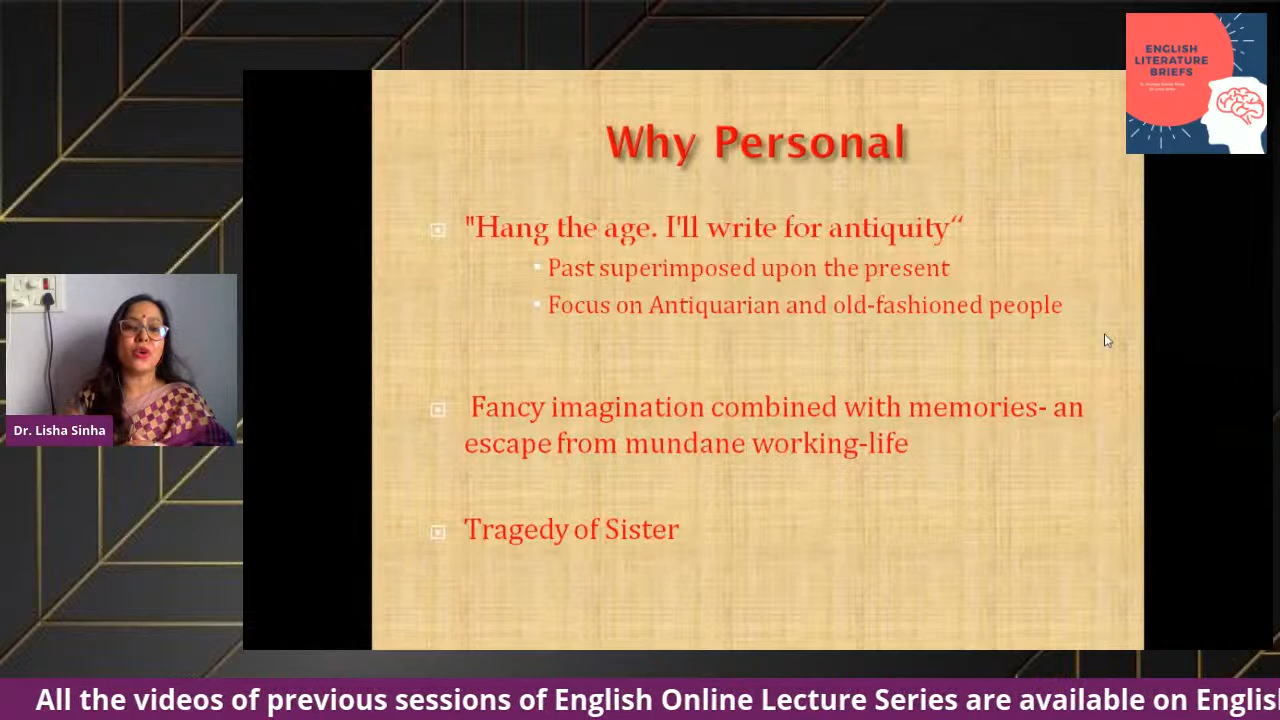 ENGLISH
LITERATURE
BRIEFS
Why Personal
"Hang the age. I'll write for antiquity“
Past superimposed upon the present
Focus on Antiquarian and old-fashioned people
Fancy imagination combined with memories- an
escape from mundane working-life
Tragedy of Sister
Dr. Lisha Sinha
All the videos of previous sessions of English Online Lecture Series are available on Englis